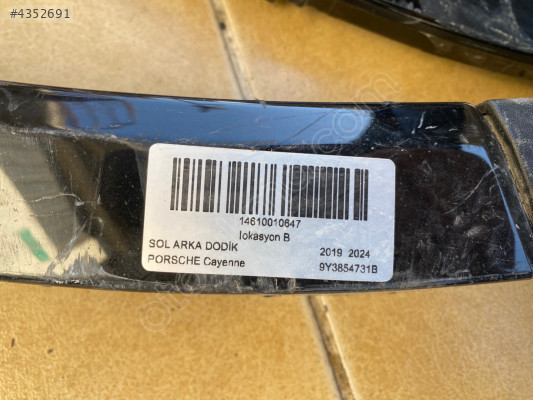 #4352691
14610010647
lokasyon B
SOL ARKA DODİK 2019 2024
PORSCHE Cayenne 9Y3854731B